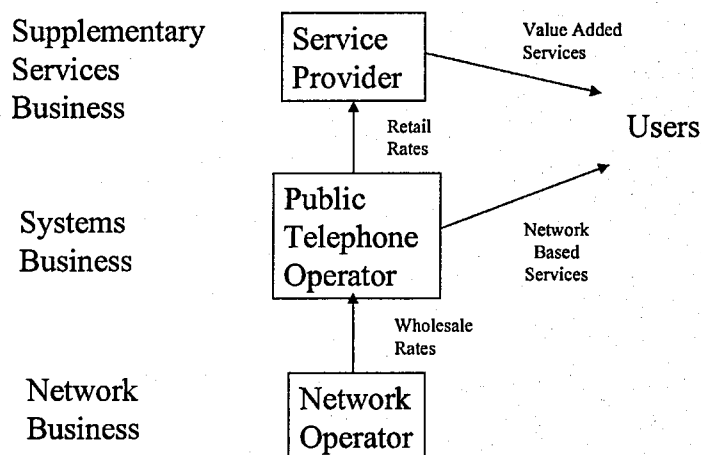 Supplementary
Services
Business
Service
Provider
Value Added
Services
Users
Retail
Rates
Systems
Business
Public
Telephone
Operator
Network
Based
Services
Wholesale
Rates
Network
Business
Network
Operator